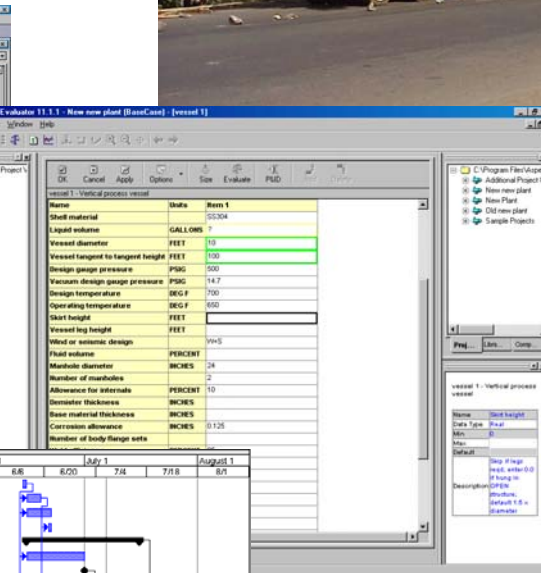 Evaluator 11.1.1 - New new plant (BaseCase) - [vessel 1]
Window Help
Project V
OK Cancel Apply Options Size Evaluate P&ID
vessel 1 - Vertical process vessel
Name Units Item 1
Shell material SS304
Liquid volume GALLONS ?
Vessel diameter FEET 10
Vessel tangent to tangent height FEET 100
Design gauge pressure PSIG 500
Vacuum design gauge pressure PSIG 14.7
Design temperature DEG F 700
Operating temperature DEG F 650
Skirt height FEET
Vessel leg height FEET
Wind or seismic design W+S
Fluid volume PERCENT
Manhole diameter INCHES 24
Number of manholes 2
Allowance for internals PERCENT 10
Demister thickness INCHES
Base material thickness INCHES
Corrosion allowance INCHES 0.125
Number of body flange sets
C:\Program Files\Aspe
Additional Project
New new plant
New Plant
Old new plant
Sample Projects
Proj... Libra... Comp...
vessel 1 - Vertical process
vessel
Name Skirt height
Data Type Real
Min 0
Max
Default
Description Skip if legs
reqd, enter 0.0
if hung in
OPEN
structure;
default 1.5 x
diameter
July 1 August 1
6/6 6/20 7/4 7/18 8/1